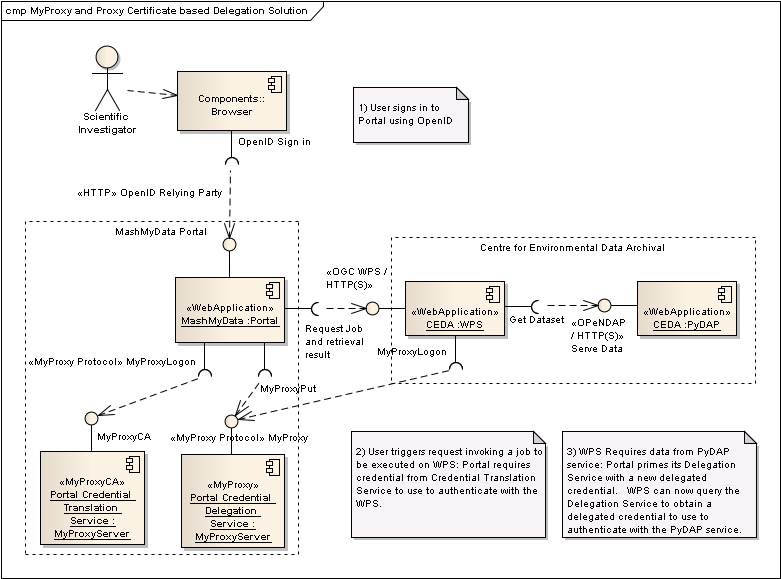 cmp MyProxy and Proxy Certificate based Delegation Solution
Scientific
Investigator
Components::
Browser
1) User signs in to
Portal using OpenID
OpenID Sign in
«HTTP» OpenID Relying Party
MashMyData Portal
Centre for Environmental Data Archival
«WebApplication»
MashMyData :Portal
«OGC WPS /
HTTP(S)»
Request Job
and retrieval
result
«WebApplication»
CEDA :WPS
Get Dataset
«OPeNDAP
/ HTTP(S)»
Serve Data
«WebApplication»
CEDA :PyDAP
«MyProxy Protocol» MyProxyLogon
MyProxyPut
MyProxyLogon
MyProxyCA
«MyProxy Protocol» MyProxy
«MyProxyCA»
Portal Credential
Translation
Service :
MyProxyServer
«MyProxy»
Portal Credential
Delegation
Service :
MyProxyServer
2) User triggers request invoking a job to
be executed on WPS: Portal requires
credential from Credential Translation
Service to use to authenticate with the
WPS.
3) WPS Requires data from PyDAP
service: Portal primes its Delegation
Service with a new delegated
credential.   WPS can now query the
Delegation Service to obtain a
delegated credential to use to
authenticate with the PyDAP service.